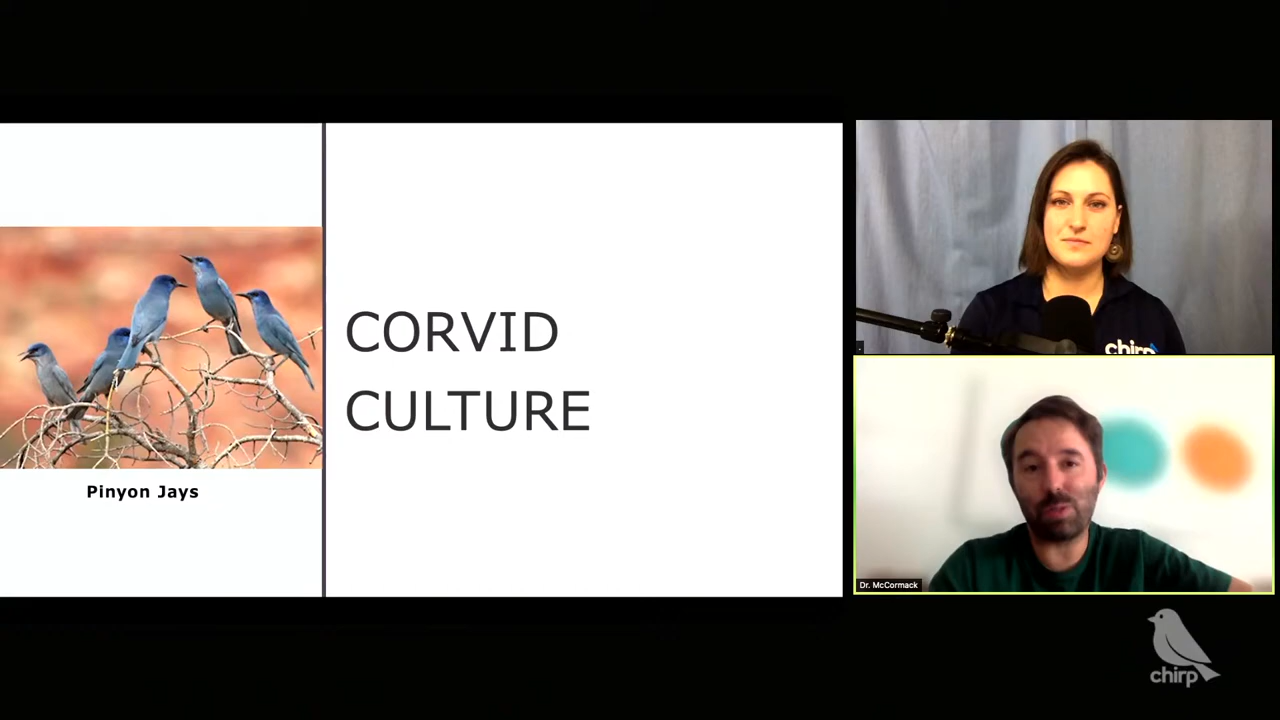 CORVID
CULTURE
Pinyon Jays
chirp
Dr. McCormack
chirp